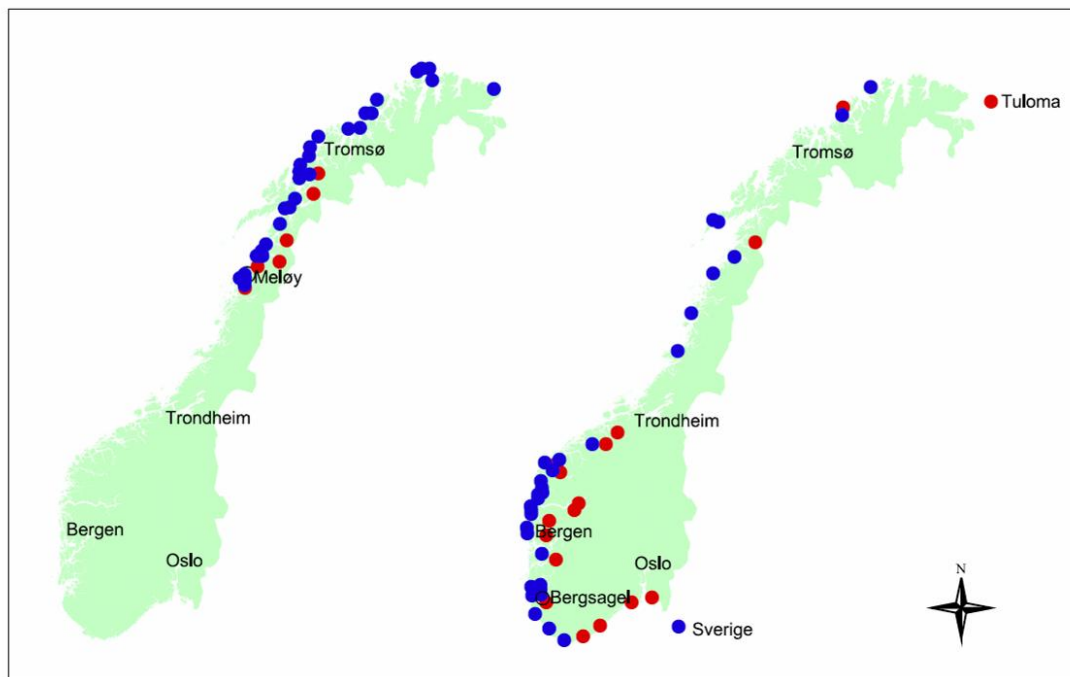 Tromsø
Meløy
Trondheim
Bergen
Oslo
Tuloma
Tromsø
Trondheim
Bergen
Oslo
Bergsagel
Sverige
N